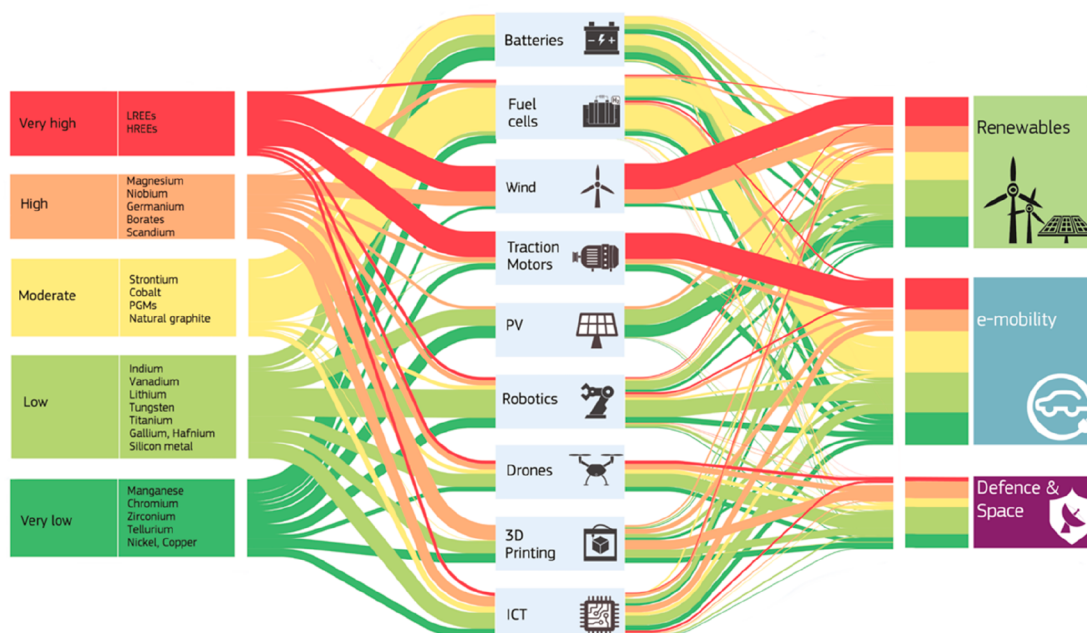 Very high
LREEs
HREEs
High
Magnesium
Niobium
Germanium
Borates
Scandium
Moderate
Strontium
Cobalt
PGMs
Natural graphite
Low
Indium
Vanadium
Lithium
Tungsten
Titanium
Gallium, Hafnium
Silicon metal
Very low
Manganese
Chromium
Zirconium
Tellurium
Nickel, Copper
Batteries
Fuel
cells
Wind
Traction
Motors
PV
Robotics
Drones
3D
Printing
ICT
Renewables
e-mobility
Defence &
Space